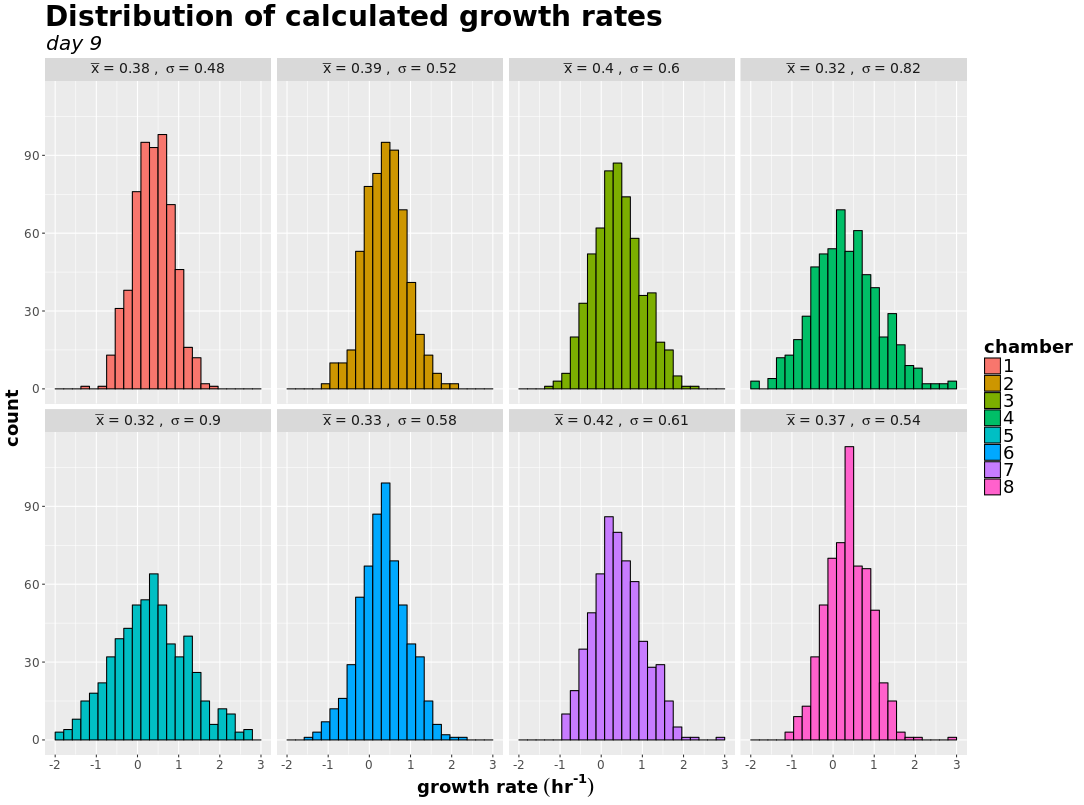 Distribution of calculated growth rates
day 9
x̅ = 0.38 , σ = 0.48
x̅ = 0.39 , σ = 0.52
x̅ = 0.4 , σ = 0.6
x̅ = 0.32 , σ = 0.82
90
60
30
0
count
x̅ = 0.32 , σ = 0.9
x̅ = 0.33 , σ = 0.58
x̅ = 0.42 , σ = 0.61
x̅ = 0.37 , σ = 0.54
90
60
30
0
-2 -1 0 1 2 3
-2 -1 0 1 2 3
-2 -1 0 1 2 3
-2 -1 0 1 2 3
growth rate (hr⁻¹)
chamber
1
2
3
4
5
6
7
8